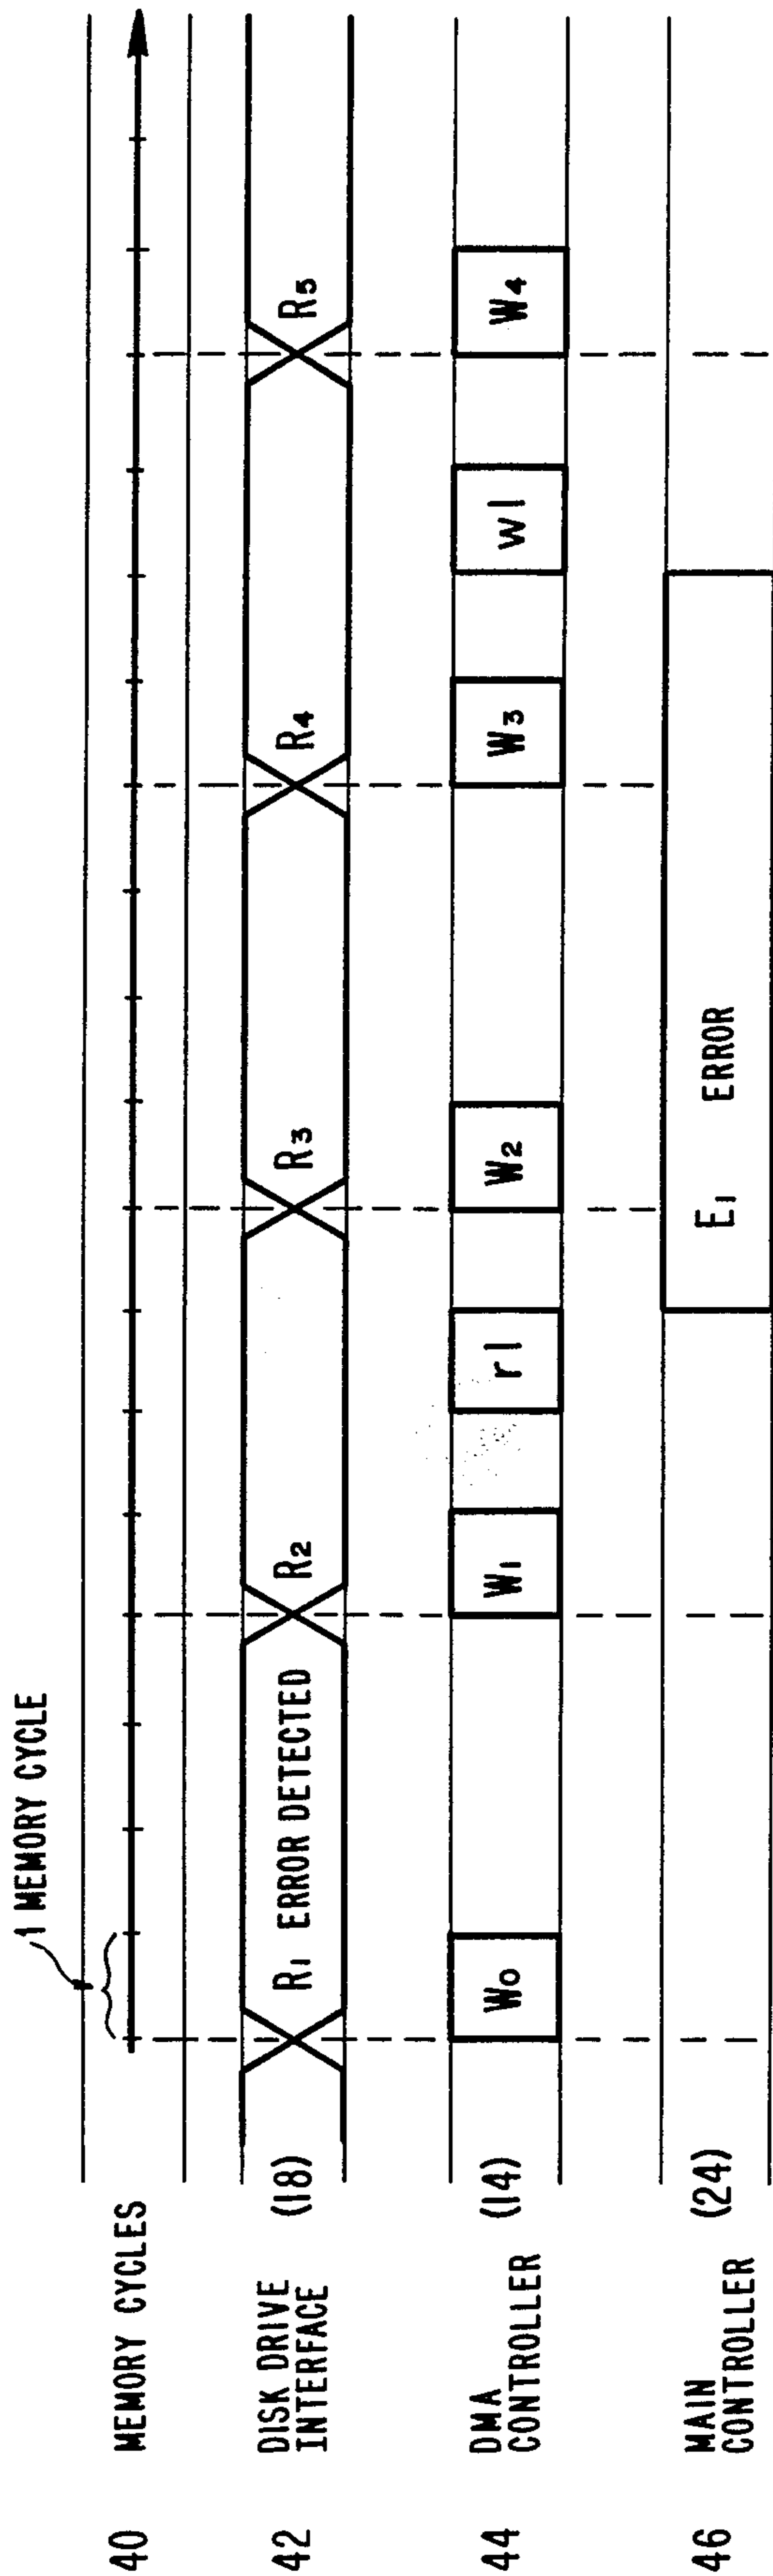 1 MEMORY CYCLE
40 MEMORY CYCLES
42 DISK DRIVE INTERFACE (18) R1 ERROR DETECTED R2 R3 R4 R5
44 DMA CONTROLLER (14) W0 W1 r1 W2 W3 w1 W4
46 MAIN CONTROLLER (24) E1 ERROR